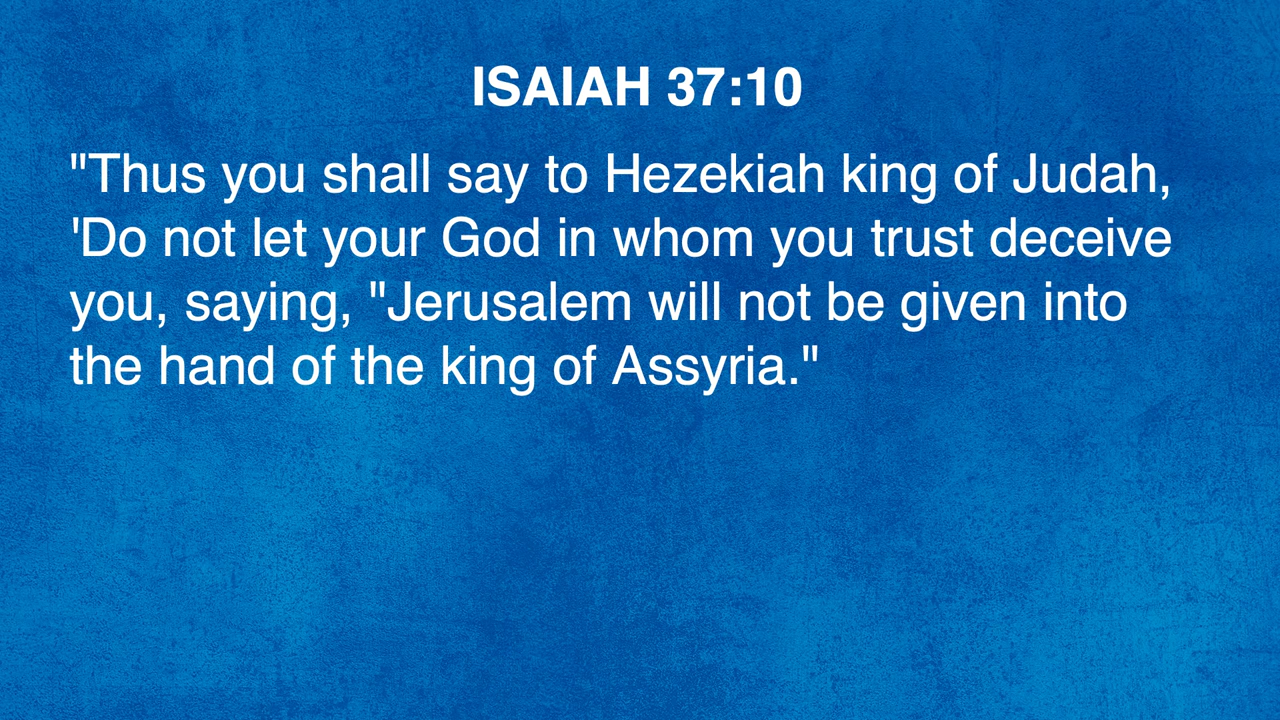 ISAIAH 37:10
"Thus you shall say to Hezekiah king of Judah,
'Do not let your God in whom you trust deceive
you, saying, "Jerusalem will not be given into
the hand of the king of Assyria."